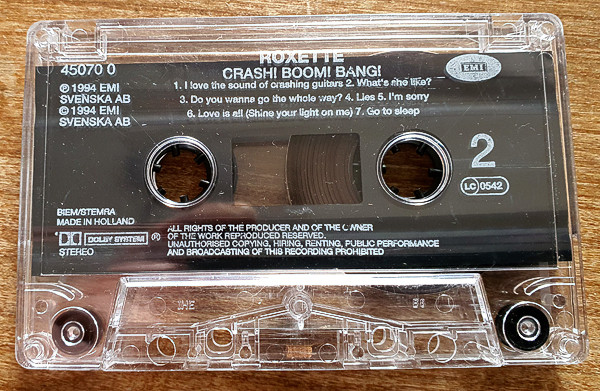 ROXETTE
45070 0
CRASH! BOOM! BANG!
EMI
1. I love the sound of crashing guitars 2. What's she like?
℗ 1994 EMI
SVENSKA AB
3. Do you wanna go the whole way? 4. Lies 5. I'm sorry
© 1994 EMI
SVENSKA AB
6. Love is all (Shine your light on me) 7. Go to sleep
2
LC 0542
BIEM/STEMRA
MADE IN HOLLAND
DOLBY SYSTEM ®
STEREO
ALL RIGHTS OF THE PRODUCER AND OF THE OWNER
OF THE WORK REPRODUCED RESERVED.
UNAUTHORISED COPYING, HIRING, RENTING, PUBLIC PERFORMANCE
AND BROADCASTING OF THIS RECORDING PROHIBITED